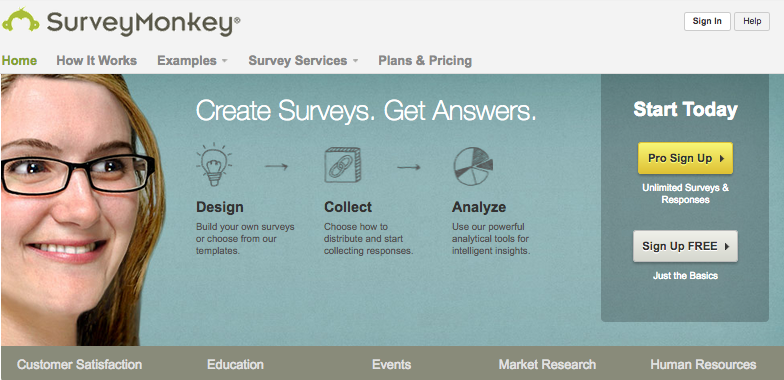 SurveyMonkey®
Sign In
Help
Home
How It Works
Examples
Survey Services
Plans & Pricing
Create Surveys. Get Answers.
Design
Build your own surveys
or choose from our
templates.
Collect
Choose how to
distribute and start
collecting responses.
Analyze
Use our powerful
analytical tools for
intelligent insights.
Start Today
Pro Sign Up
Unlimited Surveys &
Responses
Sign Up FREE
Just the Basics
Customer Satisfaction
Education
Events
Market Research
Human Resources